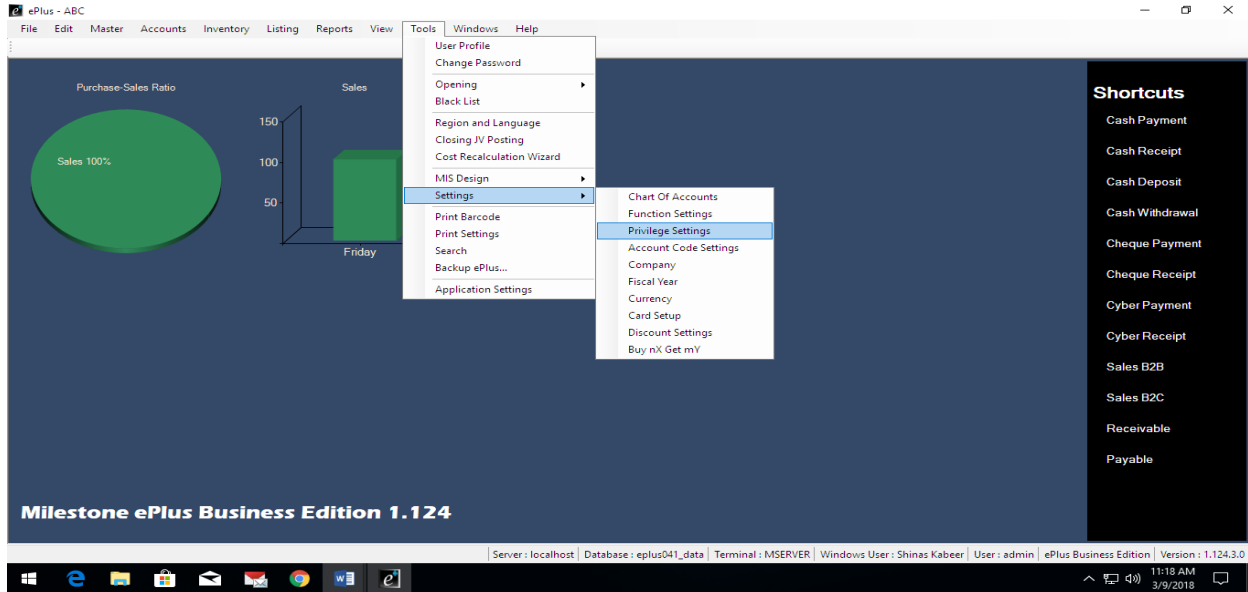 ePlus - ABC
File Edit Master Accounts Inventory Listing Reports View Tools Windows Help
User Profile
Change Password
Opening
Black List
Region and Language
Closing JV Posting
Cost Recalculation Wizard
MIS Design
Settings
Print Barcode
Print Settings
Search
Backup ePlus...
Application Settings
Chart Of Accounts
Function Settings
Privilege Settings
Account Code Settings
Company
Fiscal Year
Currency
Card Setup
Discount Settings
Buy nX Get mY
Purchase-Sales Ratio
Sales 100%
Sales
150
100
50
Friday
Shortcuts
Cash Payment
Cash Receipt
Cash Deposit
Cash Withdrawal
Cheque Payment
Cheque Receipt
Cyber Payment
Cyber Receipt
Sales B2B
Sales B2C
Receivable
Payable
Milestone ePlus Business Edition 1.124
Server : localhost Database : eplus041_data Terminal : MSERVER Windows User : Shinas Kabeer User : admin ePlus Business Edition Version : 1.124.3.0
11:18 AM
3/9/2018